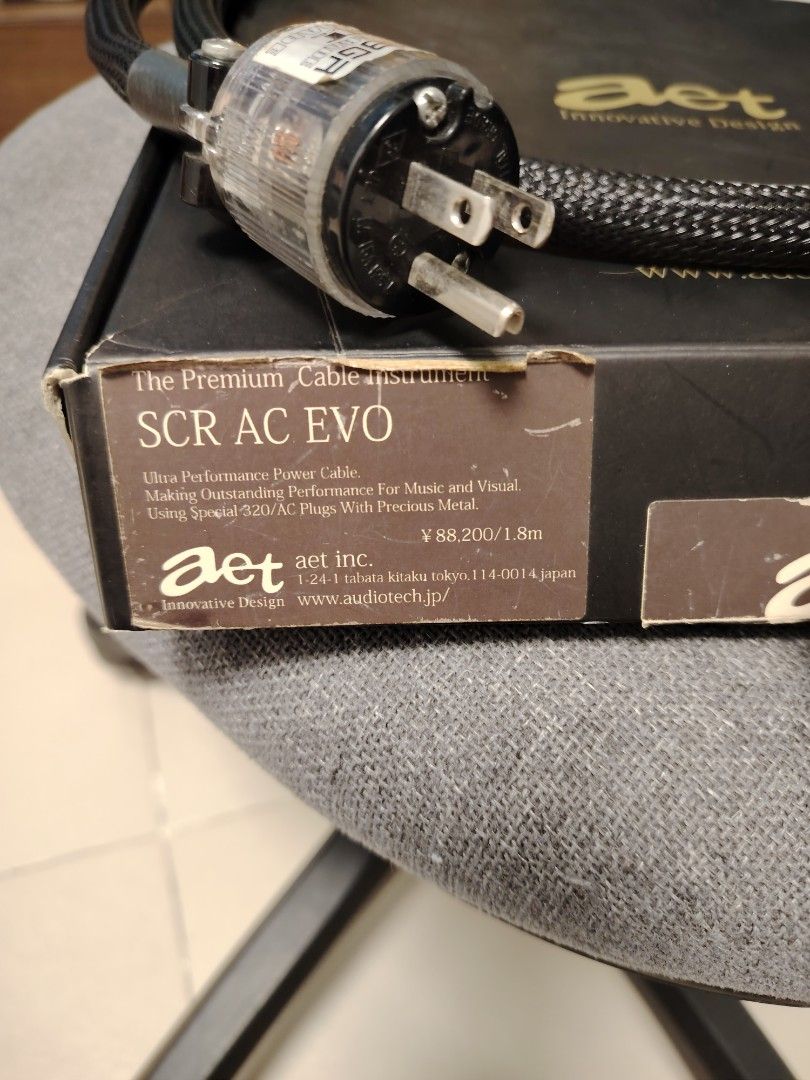 aet
Innovative Design
The Premium Cable Instrument
SCR AC EVO
Ultra Performance Power Cable.
Making Outstanding Performance For Music and Visual.
Using Special 320/AC Plugs With Precious Metal.
¥88,200/1.8m
aet
Innovative Design
aet inc.
1-24-1 tabata kitaku tokyo.114-0014 japan
www.audiotech.jp/